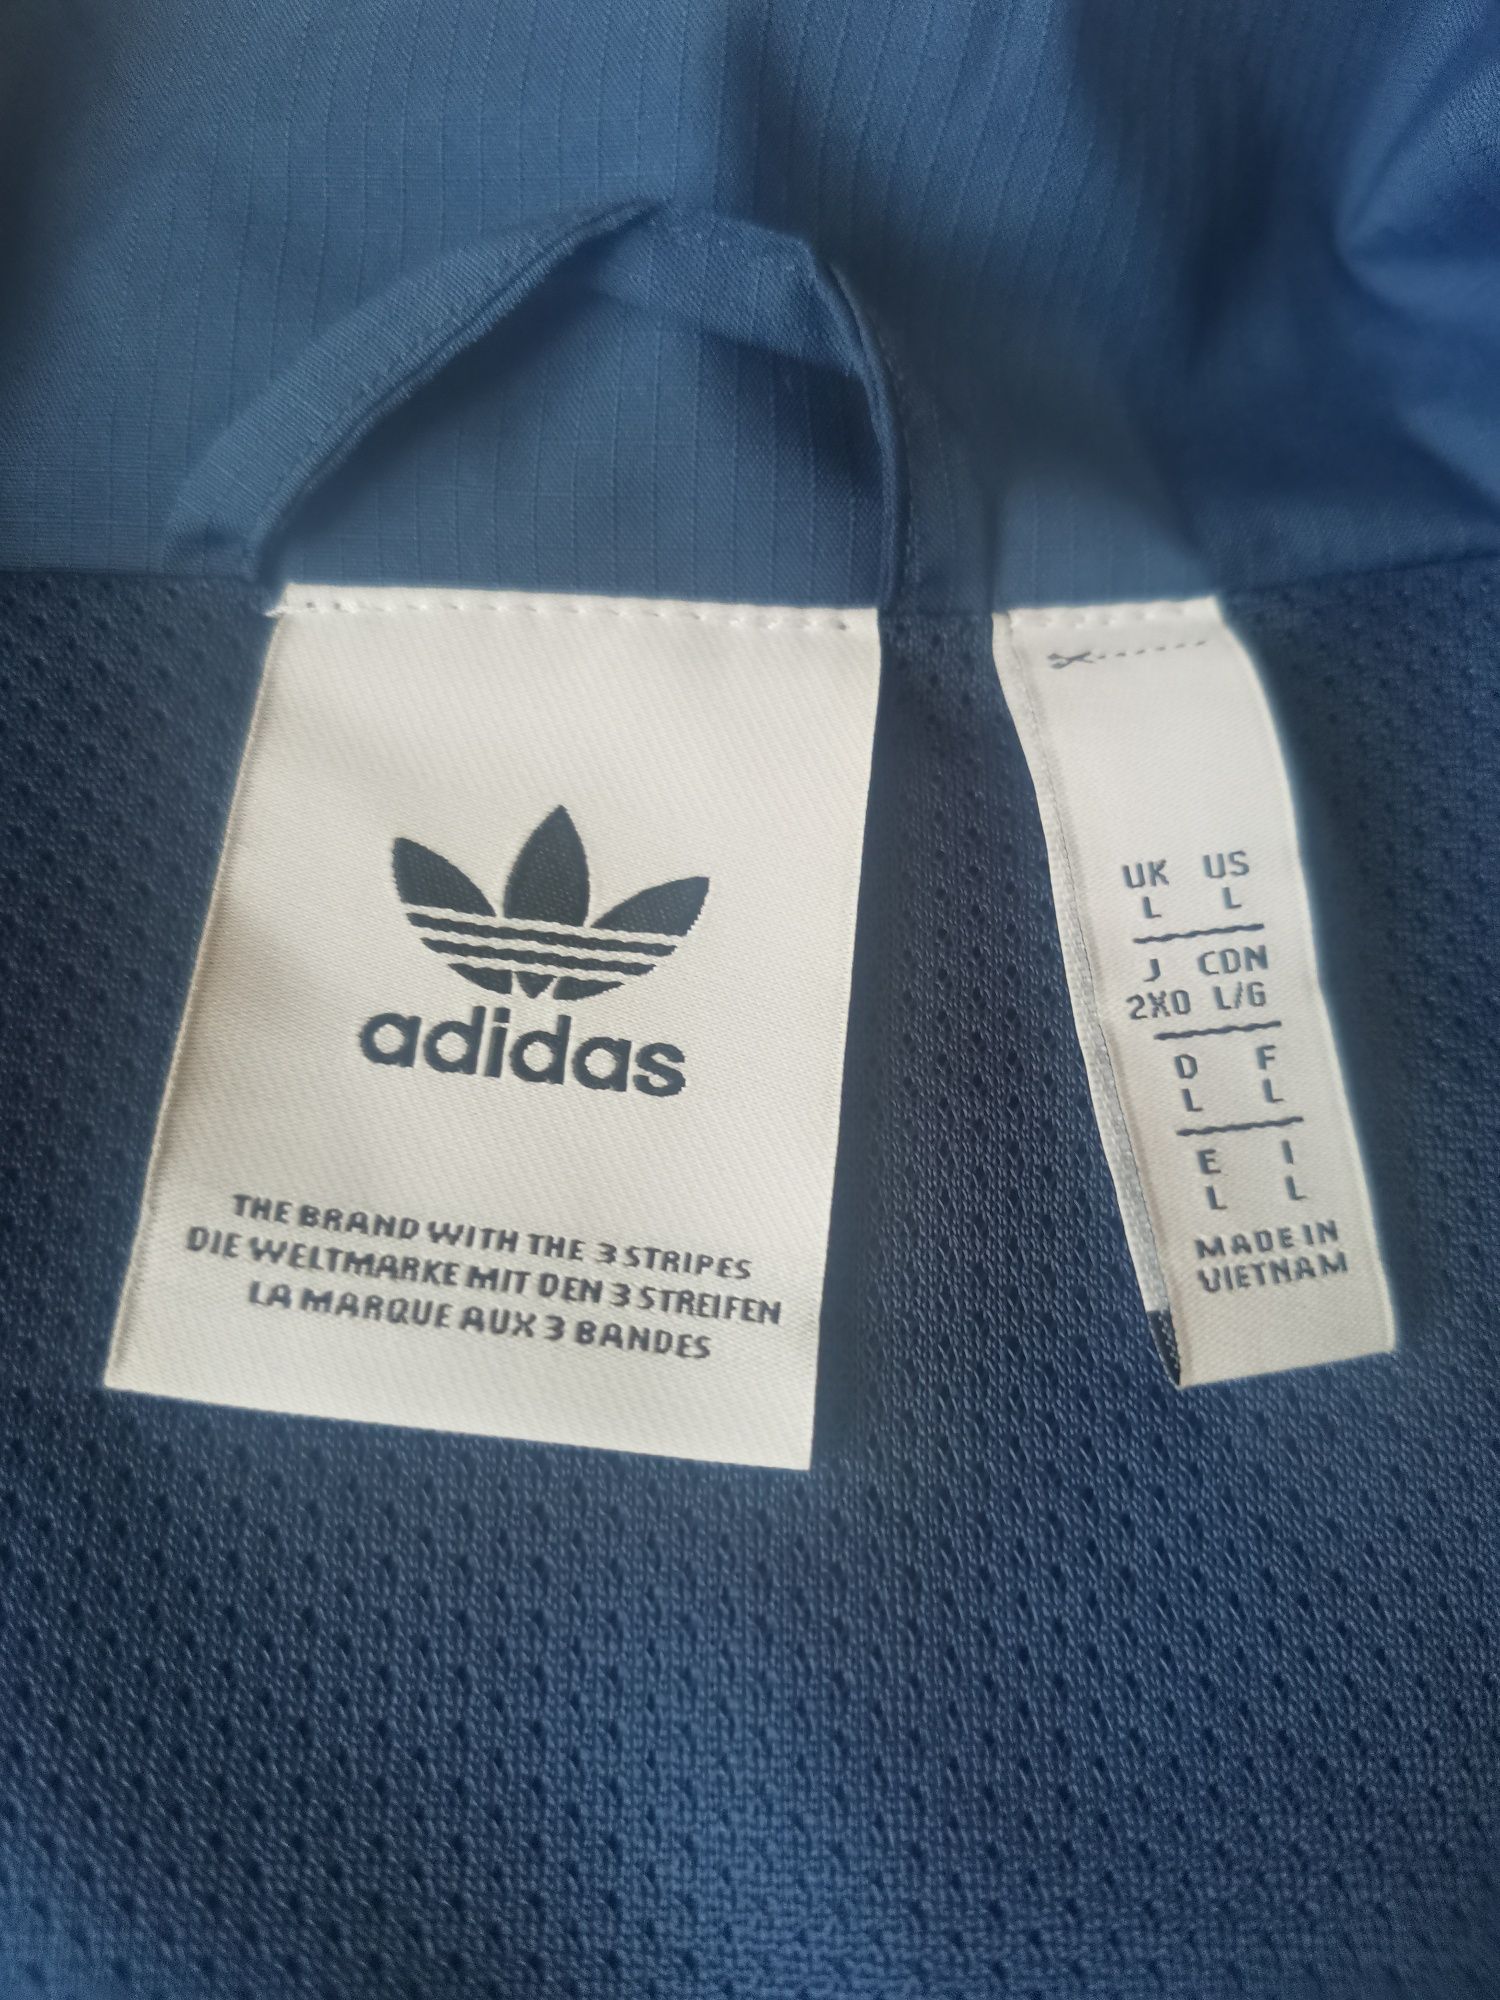 adidas
THE BRAND WITH THE 3 STRIPES
DIE WELTMARKE MIT DEN 3 STREIFEN
LA MARQUE AUX 3 BANDES
UK US
L L
J CDN
2XO L/G
D F
L L
E I
L L
MADE IN
VIETNAM